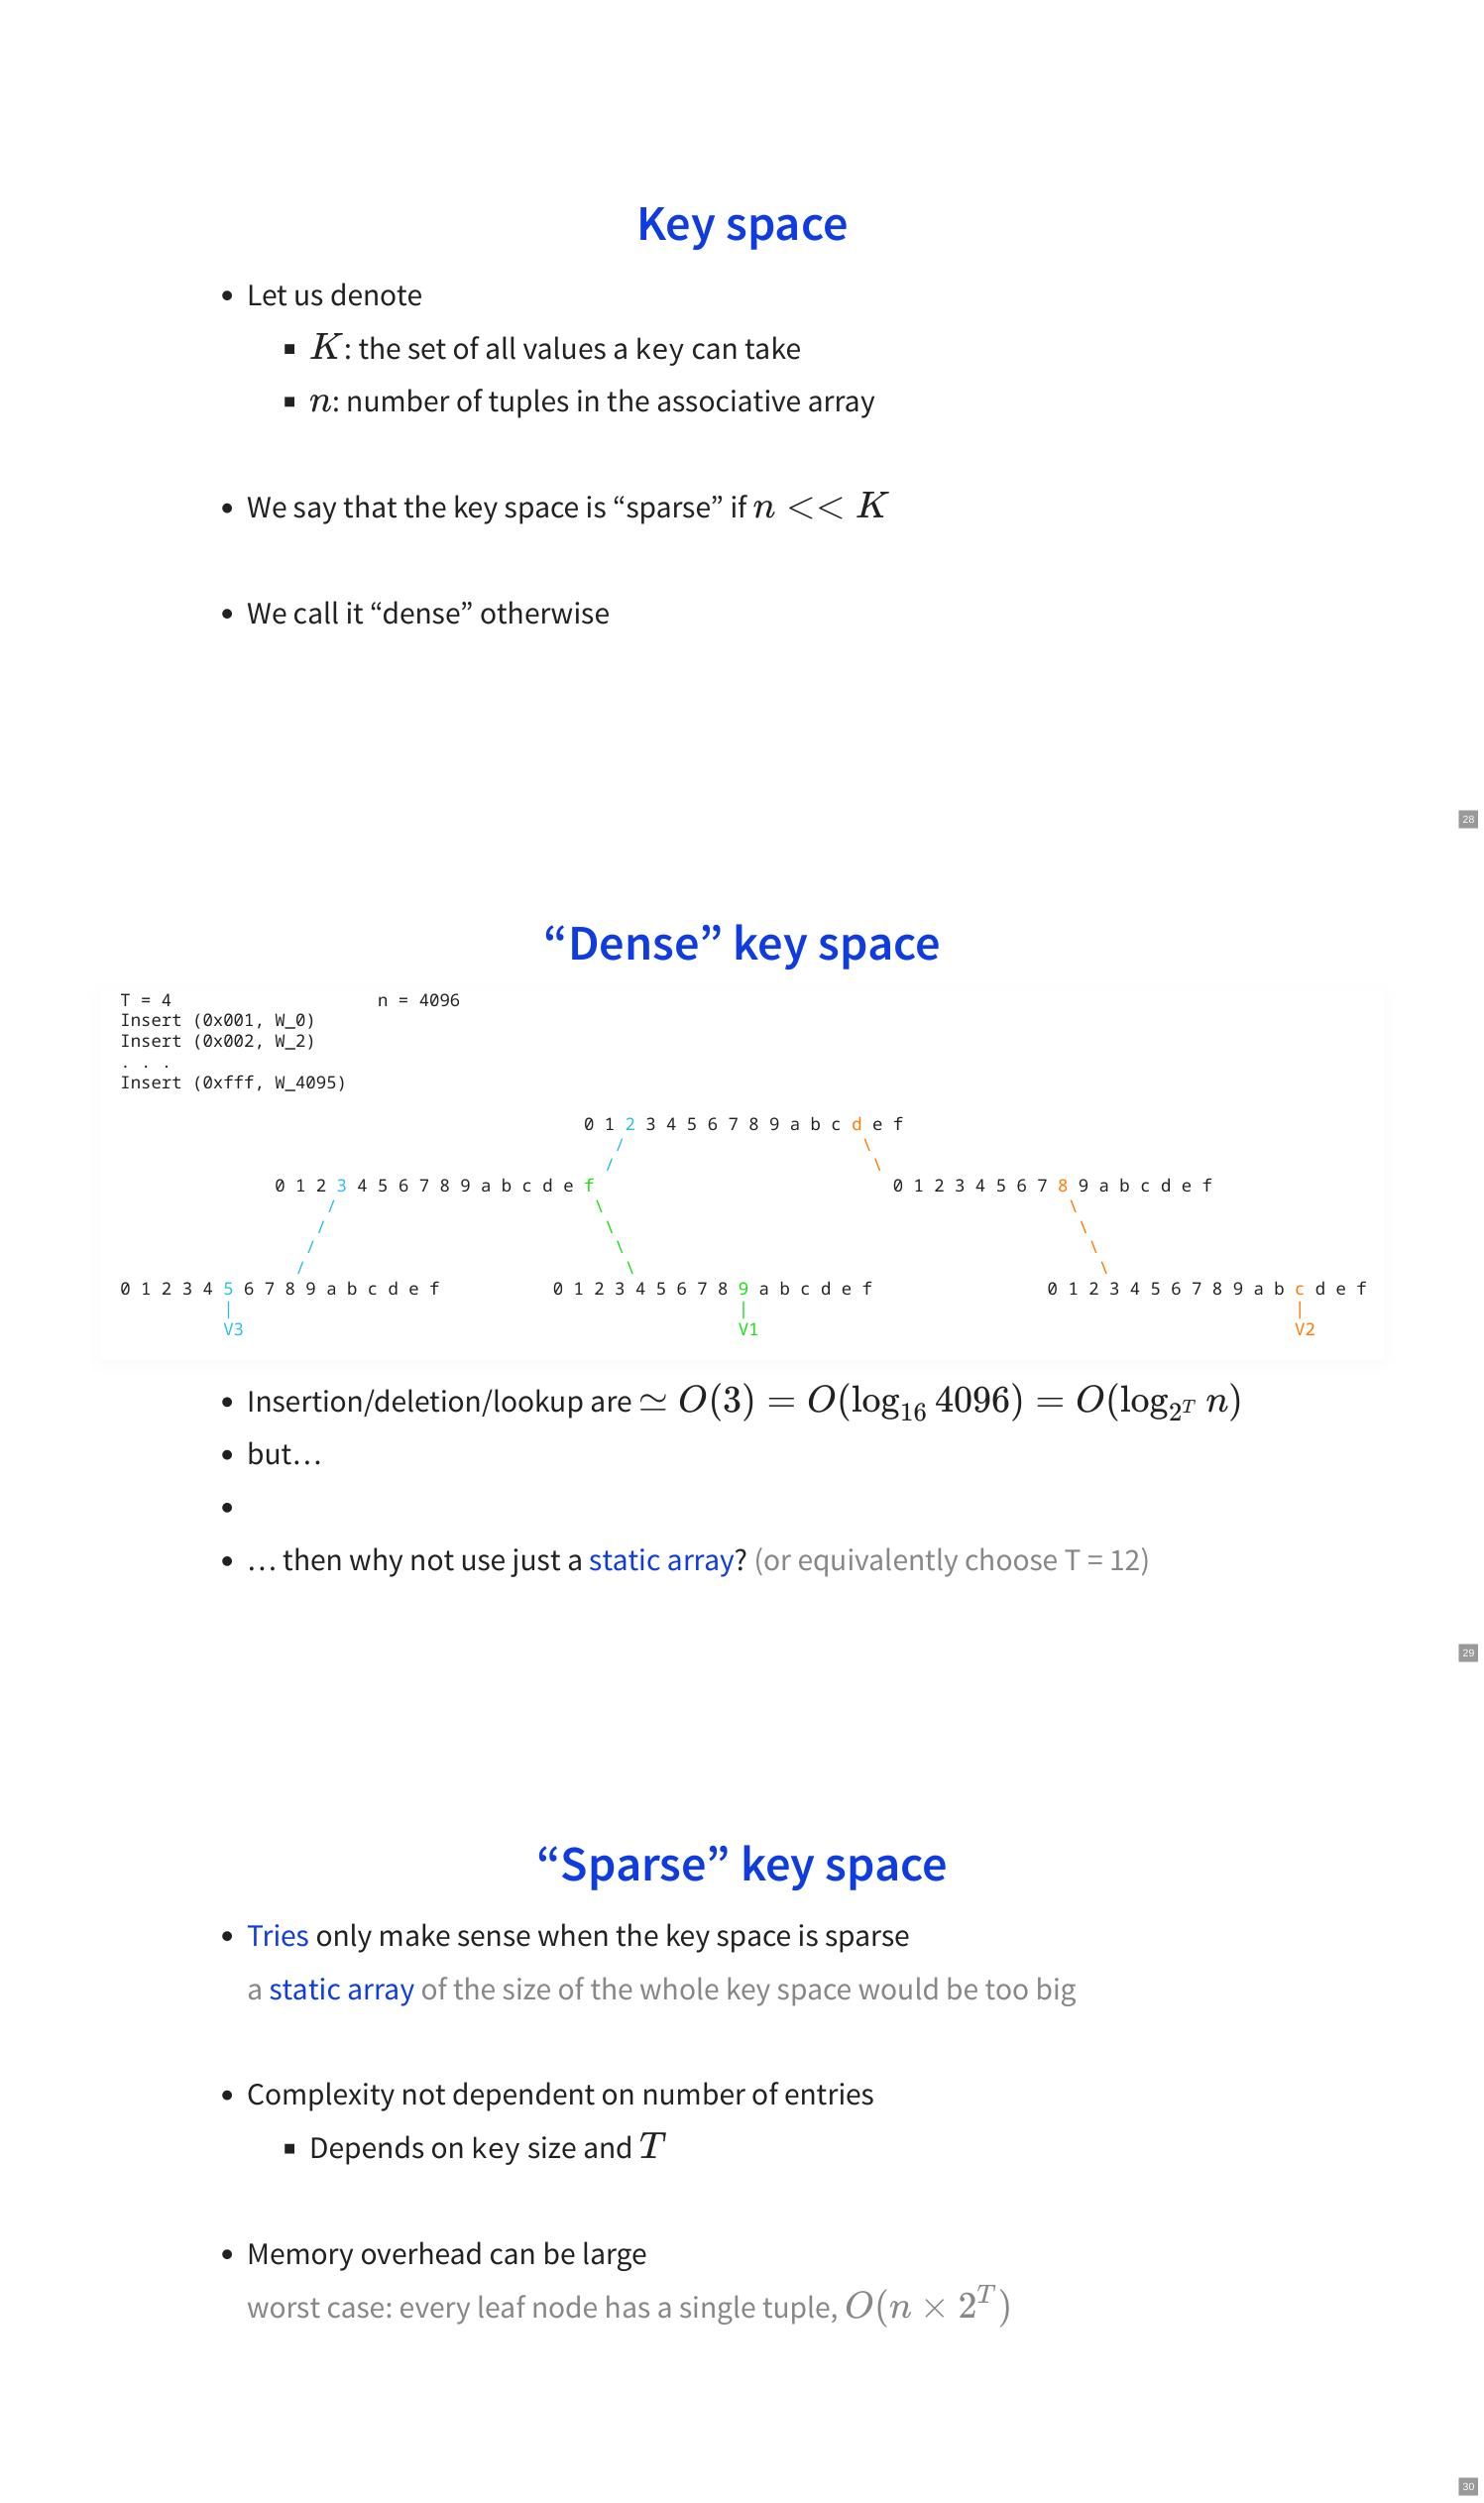 Key space
• Let us denote
▪ K: the set of all values a key can take
▪ n: number of tuples in the associative array
• We say that the key space is “sparse” if n << K
• We call it “dense” otherwise
28
“Dense” key space
T = 4                    n = 4096
Insert (0x001, W_0)
Insert (0x002, W_2)
. . .
Insert (0xfff, W_4095)
0 1 2 3 4 5 6 7 8 9 a b c d e f
0 1 2 3 4 5 6 7 8 9 a b c d e f 0 1 2 3 4 5 6 7 8 9 a b c d e f
0 1 2 3 4 5 6 7 8 9 a b c d e f 0 1 2 3 4 5 6 7 8 9 a b c d e f 0 1 2 3 4 5 6 7 8 9 a b c d e f
V3 V1 V2
• Insertion/deletion/lookup are ≃ O(3) = O(log₁₆ 4096) = O(log_{2^T} n)
• but…
•
• … then why not use just a static array? (or equivalently choose T = 12)
29
“Sparse” key space
• Tries only make sense when the key space is sparse
a static array of the size of the whole key space would be too big
• Complexity not dependent on number of entries
▪ Depends on key size and T
• Memory overhead can be large
worst case: every leaf node has a single tuple, O(n × 2^T)
30